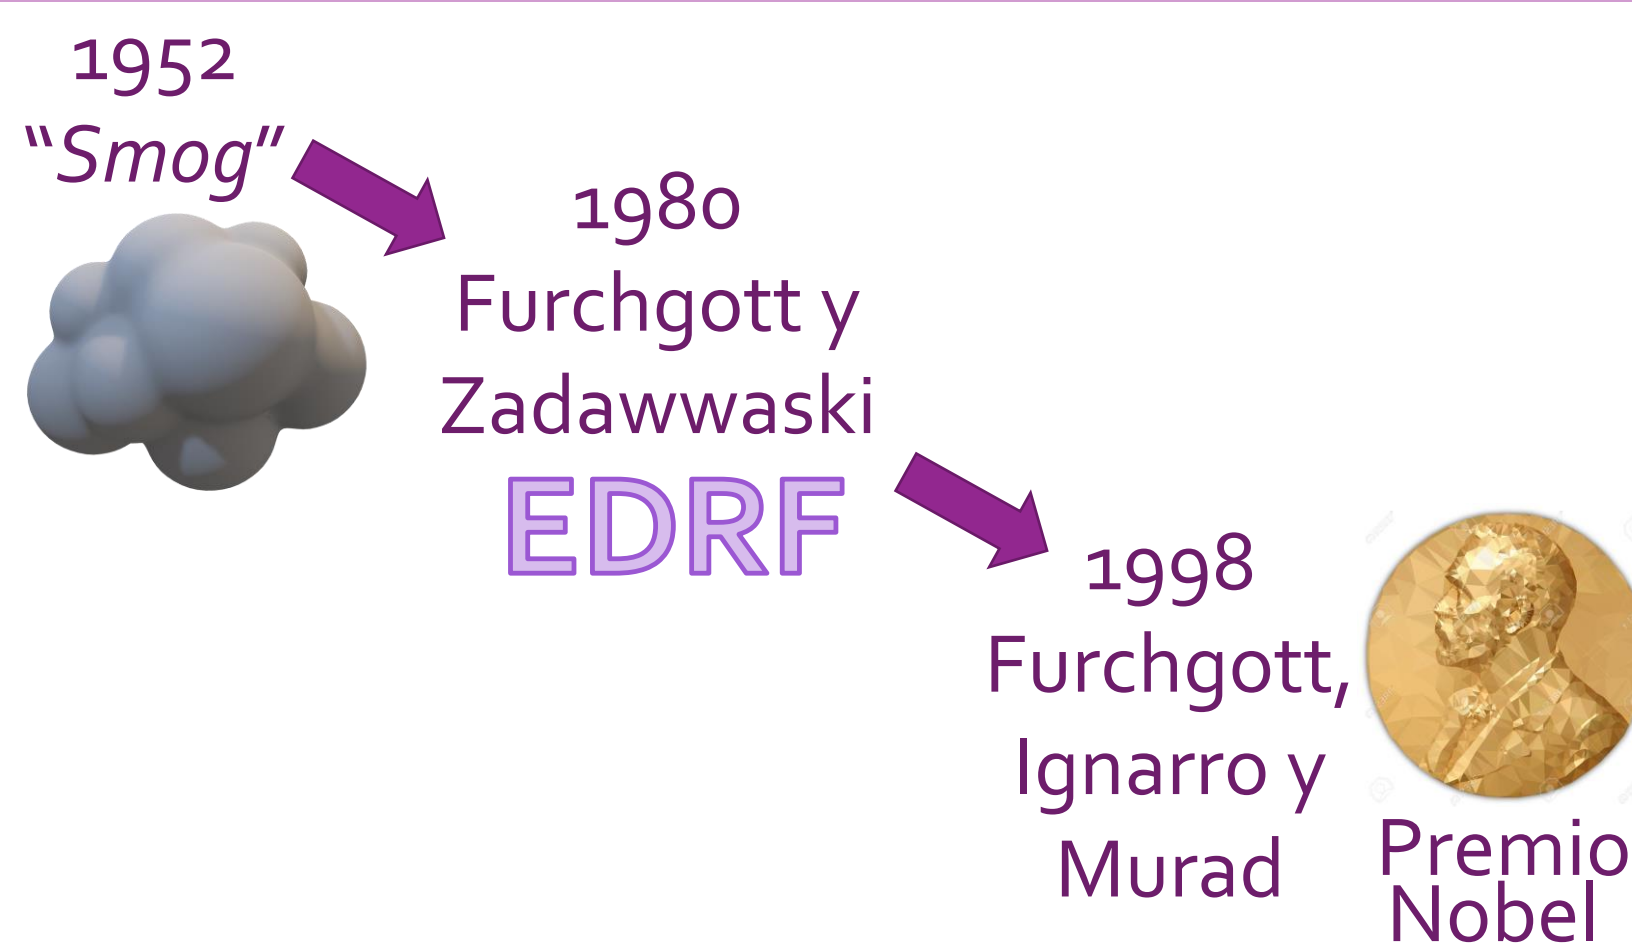 1952
“Smog”
1980
Furchgott y
Zadawwaski
EDRF
1998
Furchgott,
Ignarro y
Murad
Premio
Nobel